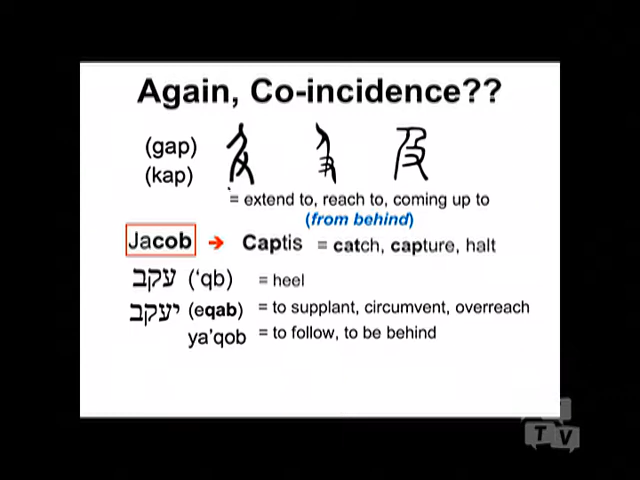 Again, Co-incidence??
(gap)
(kap)
= extend to, reach to, coming up to
(from behind)
Jacob → Captis = catch, capture, halt
עקב (‘qb) = heel
יעקב (eqab) = to supplant, circumvent, overreach
ya'qob = to follow, to be behind
TV